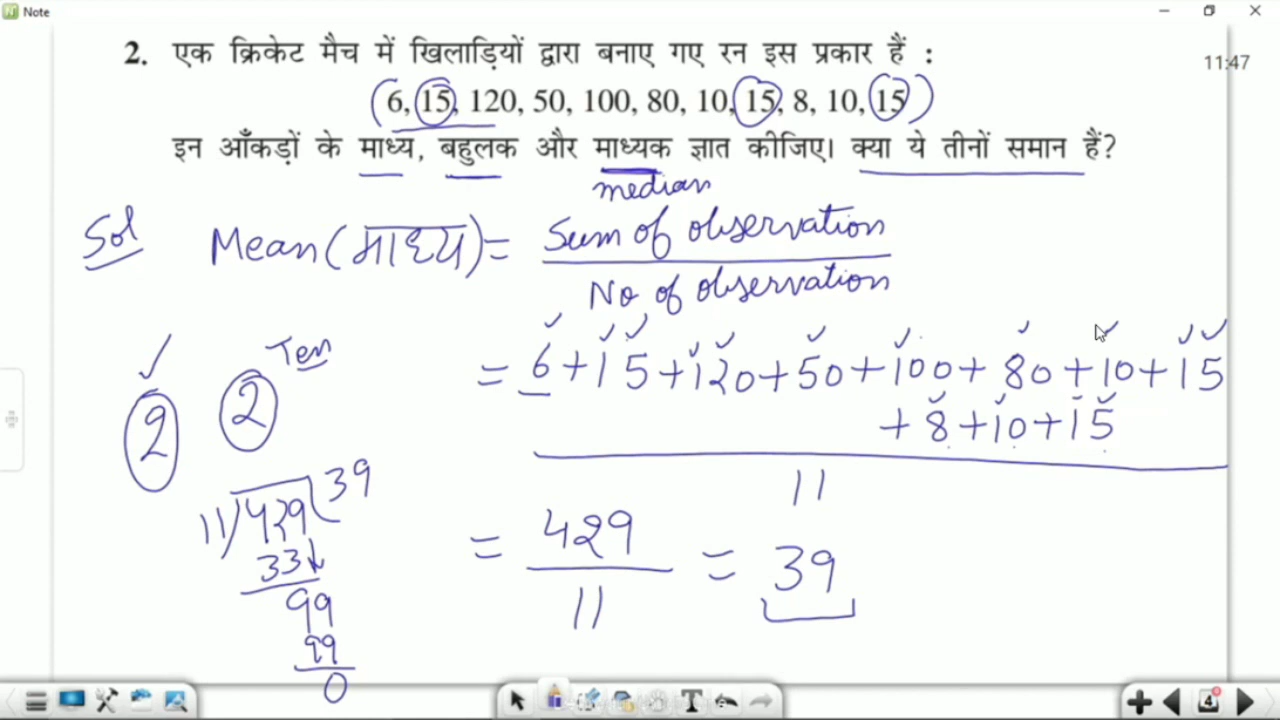 Note
2. एक क्रिकेट मैच में खिलाड़ियों द्वारा बनाए गए रन इस प्रकार हैं :
11:47
(6, 15, 120, 50, 100, 80, 10, 15, 8, 10, 15)
इन आँकड़ों के माध्य, बहुलक और माध्यक ज्ञात कीजिए। क्या ये तीनों समान हैं?
median
Sol
Mean (माध्य) = Sum of observation
No of observation
= 6+15+120+50+100+80+10+15
+8+10+15
11
Ten
2 2
11)429(39
33
99
99
0
= 429
11
= 39
T
4